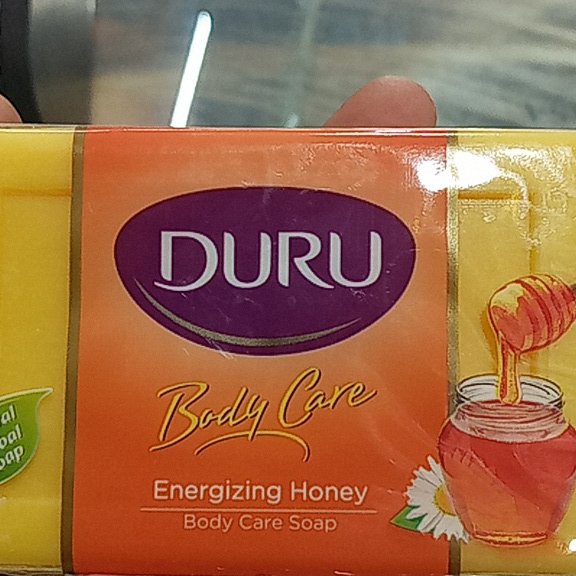 DURU
Body Care
Energizing Honey
Body Care Soap